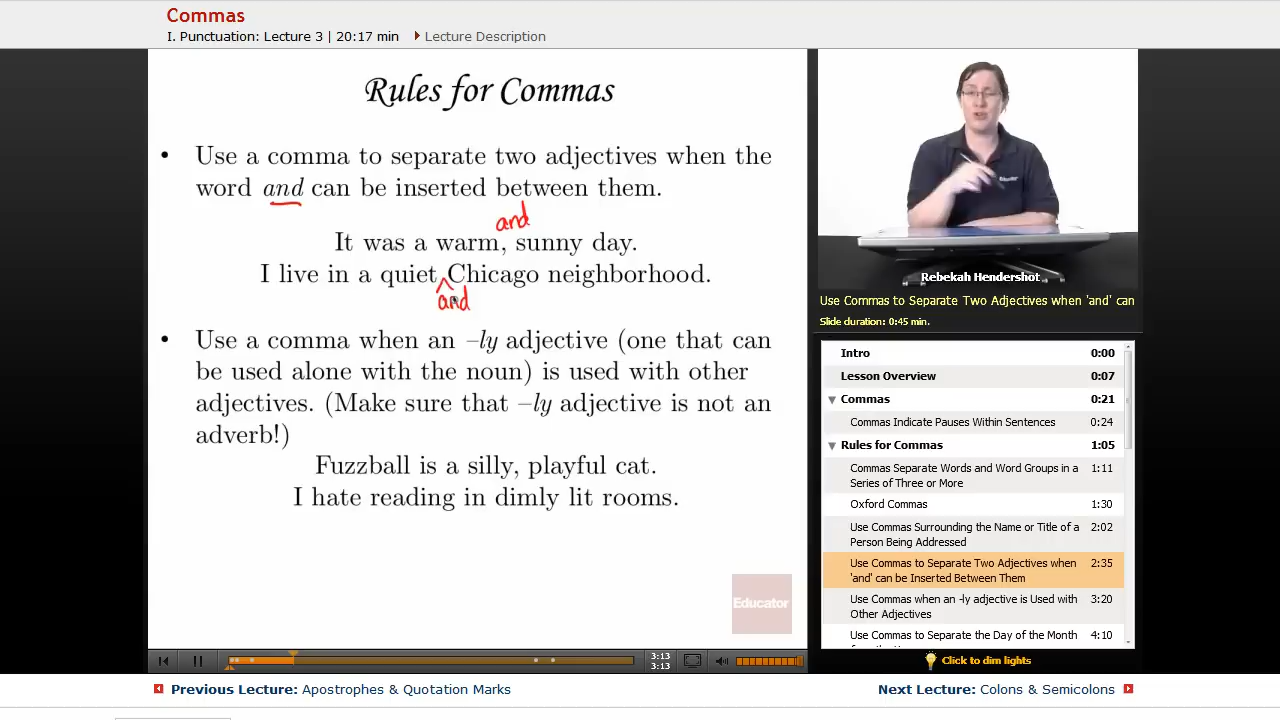 Commas
I. Punctuation: Lecture 3 | 20:17 min
Lecture Description
Rules for Commas
• Use a comma to separate two adjectives when the
word and can be inserted between them.
and
It was a warm, sunny day.
I live in a quiet Chicago neighborhood.
and
• Use a comma when an –ly adjective (one that can
be used alone with the noun) is used with other
adjectives. (Make sure that –ly adjective is not an
adverb!)
Fuzzball is a silly, playful cat.
I hate reading in dimly lit rooms.
Educator
3:13
3:13
Educator
Rebekah Hendershot
Use Commas to Separate Two Adjectives when 'and' can
Slide duration: 0:45 min.
Intro 0:00
Lesson Overview 0:07
Commas 0:21
Commas Indicate Pauses Within Sentences 0:24
Rules for Commas 1:05
Commas Separate Words and Word Groups in a 1:11
Series of Three or More
Oxford Commas 1:30
Use Commas Surrounding the Name or Title of a 2:02
Person Being Addressed
Use Commas to Separate Two Adjectives when 2:35
'and' can be Inserted Between Them
Use Commas when an -ly adjective is Used with 3:20
Other Adjectives
Use Commas to Separate the Day of the Month 4:10
Click to dim lights
Previous Lecture: Apostrophes & Quotation Marks
Next Lecture: Colons & Semicolons